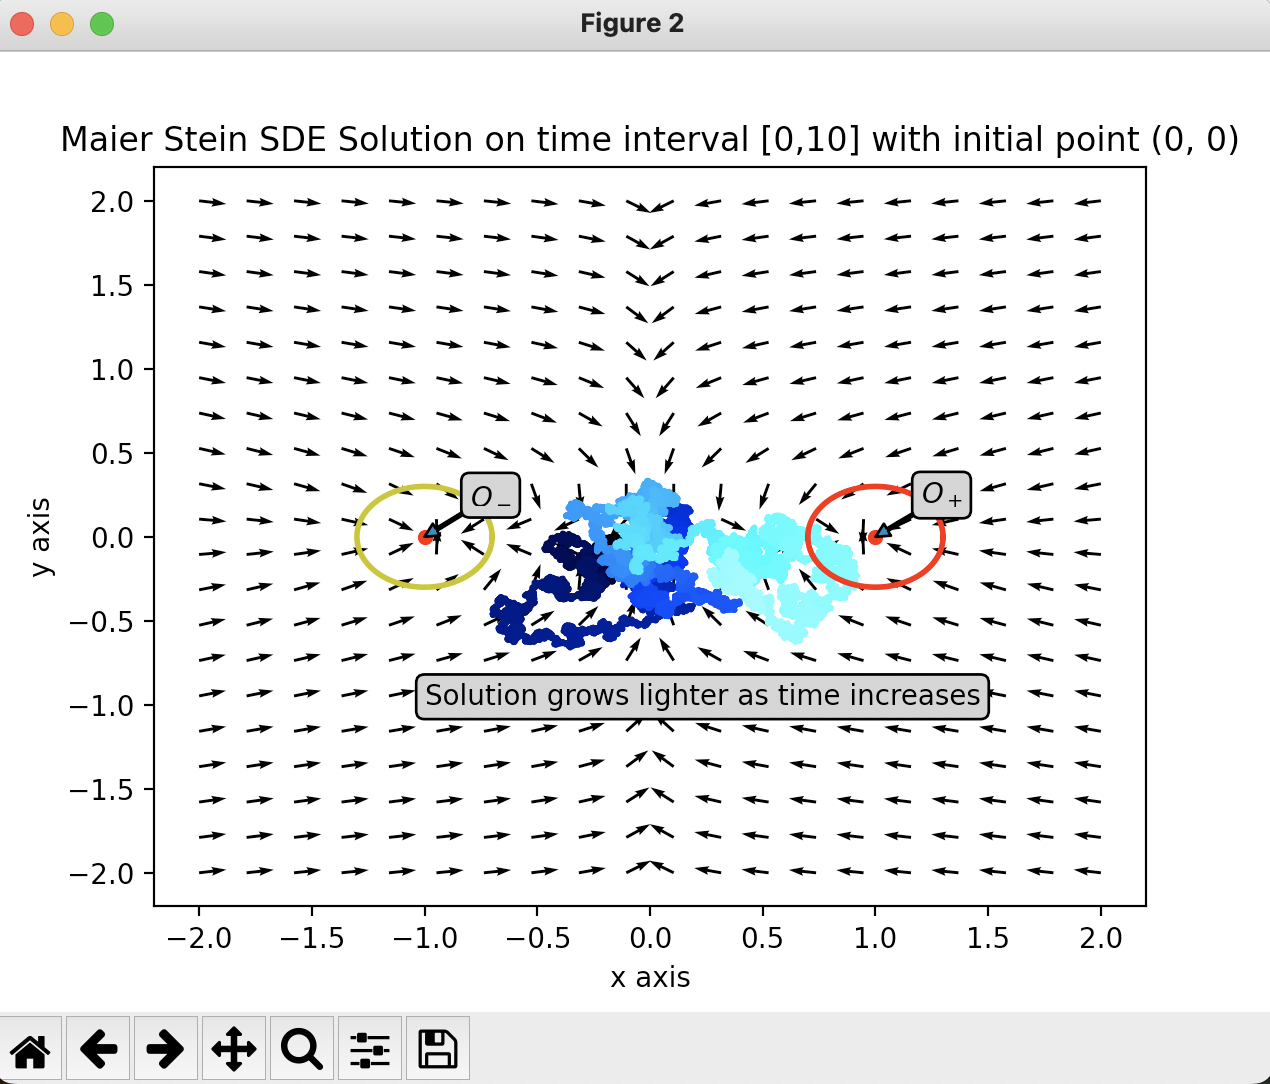 Figure 2
Maier Stein SDE Solution on time interval [0,10] with initial point (0, 0)
2.0
1.5
1.0
0.5
0.0
−0.5
−1.0
−1.5
−2.0
y axis
O₋
O₊
Solution grows lighter as time increases
−2.0 −1.5 −1.0 −0.5 0.0 0.5 1.0 1.5 2.0
x axis